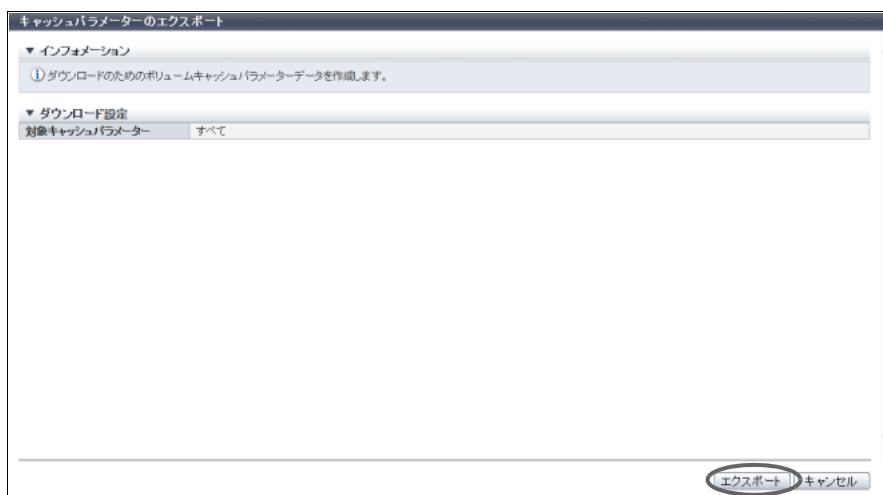 キャッシュパラメーターのエクスポート
▼ インフォメーション
ダウンロードのためのボリュームキャッシュパラメーターデータを作成します。
▼ ダウンロード設定
対象キャッシュパラメーター すべて
エクスポート キャンセル